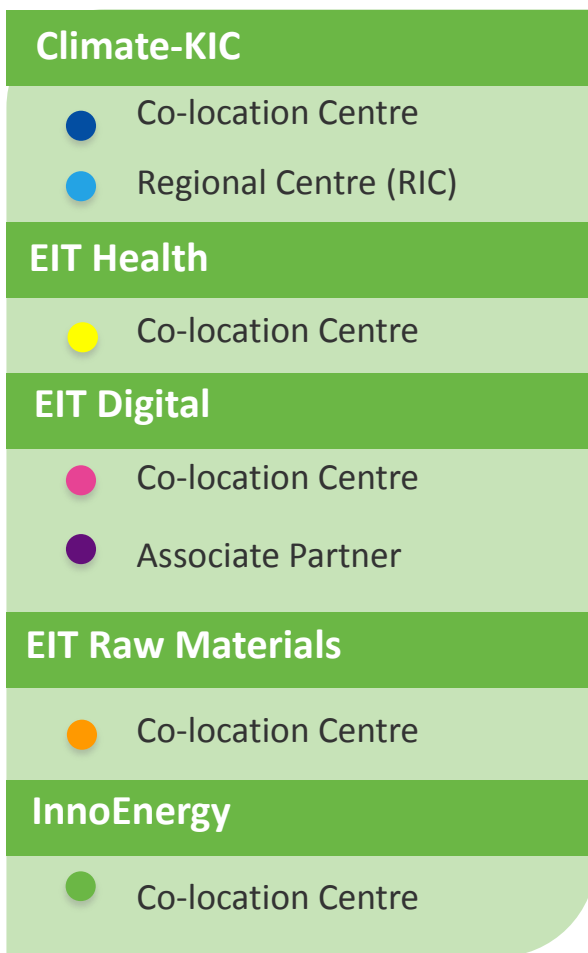 Climate-KIC
Co-location Centre
Regional Centre (RIC)
EIT Health
Co-location Centre
EIT Digital
Co-location Centre
Associate Partner
EIT Raw Materials
Co-location Centre
InnoEnergy
Co-location Centre